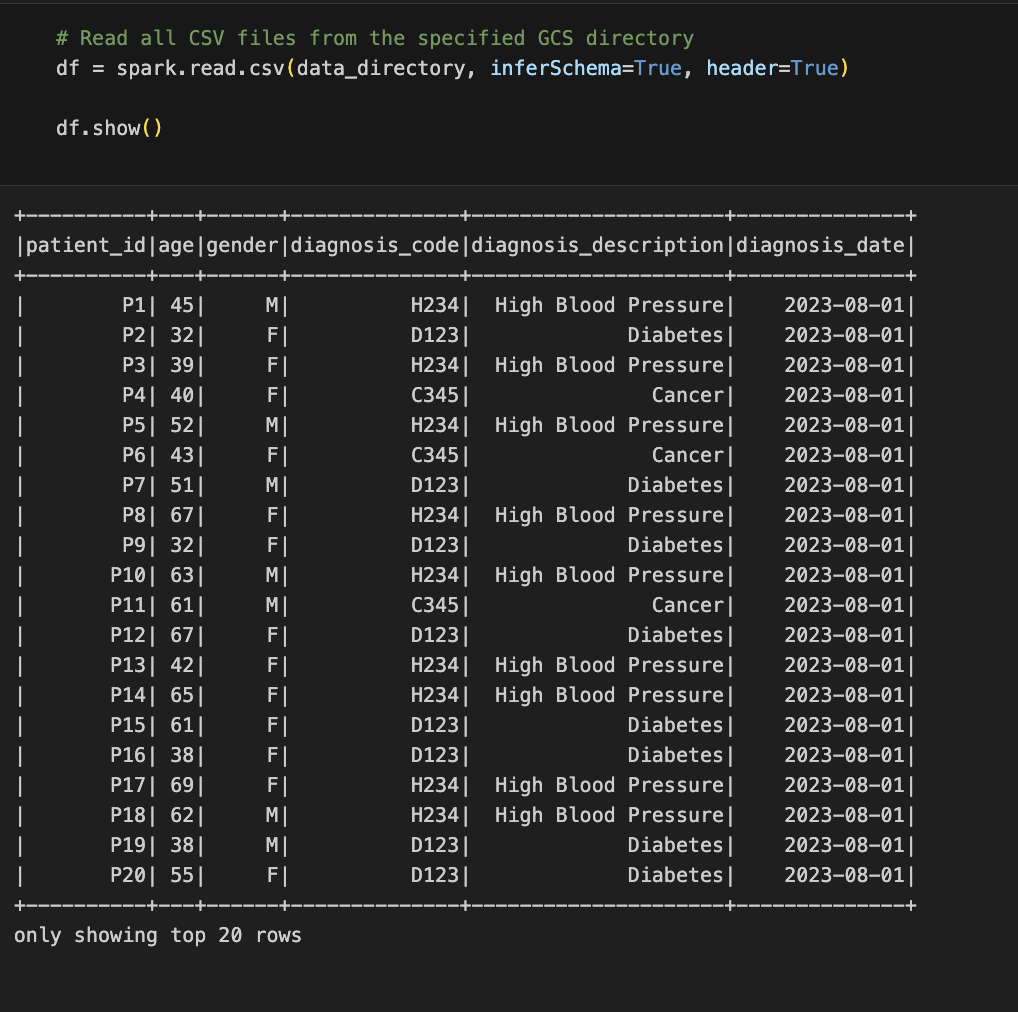 # Read all CSV files from the specified GCS directory
df = spark.read.csv(data_directory, inferSchema=True, header=True)
df.show()
+----------+---+------+--------------+---------------------+--------------+
|patient_id|age|gender|diagnosis_code|diagnosis_description|diagnosis_date|
+----------+---+------+--------------+---------------------+--------------+
|        P1| 45|     M|          H234|  High Blood Pressure|    2023-08-01|
|        P2| 32|     F|          D123|             Diabetes|    2023-08-01|
|        P3| 39|     F|          H234|  High Blood Pressure|    2023-08-01|
|        P4| 40|     F|          C345|               Cancer|    2023-08-01|
|        P5| 52|     M|          H234|  High Blood Pressure|    2023-08-01|
|        P6| 43|     F|          C345|               Cancer|    2023-08-01|
|        P7| 51|     M|          D123|             Diabetes|    2023-08-01|
|        P8| 67|     F|          H234|  High Blood Pressure|    2023-08-01|
|        P9| 32|     F|          D123|             Diabetes|    2023-08-01|
|       P10| 63|     M|          H234|  High Blood Pressure|    2023-08-01|
|       P11| 61|     M|          C345|               Cancer|    2023-08-01|
|       P12| 67|     F|          D123|             Diabetes|    2023-08-01|
|       P13| 42|     F|          H234|  High Blood Pressure|    2023-08-01|
|       P14| 65|     F|          H234|  High Blood Pressure|    2023-08-01|
|       P15| 61|     F|          D123|             Diabetes|    2023-08-01|
|       P16| 38|     F|          D123|             Diabetes|    2023-08-01|
|       P17| 69|     F|          H234|  High Blood Pressure|    2023-08-01|
|       P18| 62|     M|          H234|  High Blood Pressure|    2023-08-01|
|       P19| 38|     M|          D123|             Diabetes|    2023-08-01|
|       P20| 55|     F|          D123|             Diabetes|    2023-08-01|
+----------+---+------+--------------+---------------------+--------------+
only showing top 20 rows